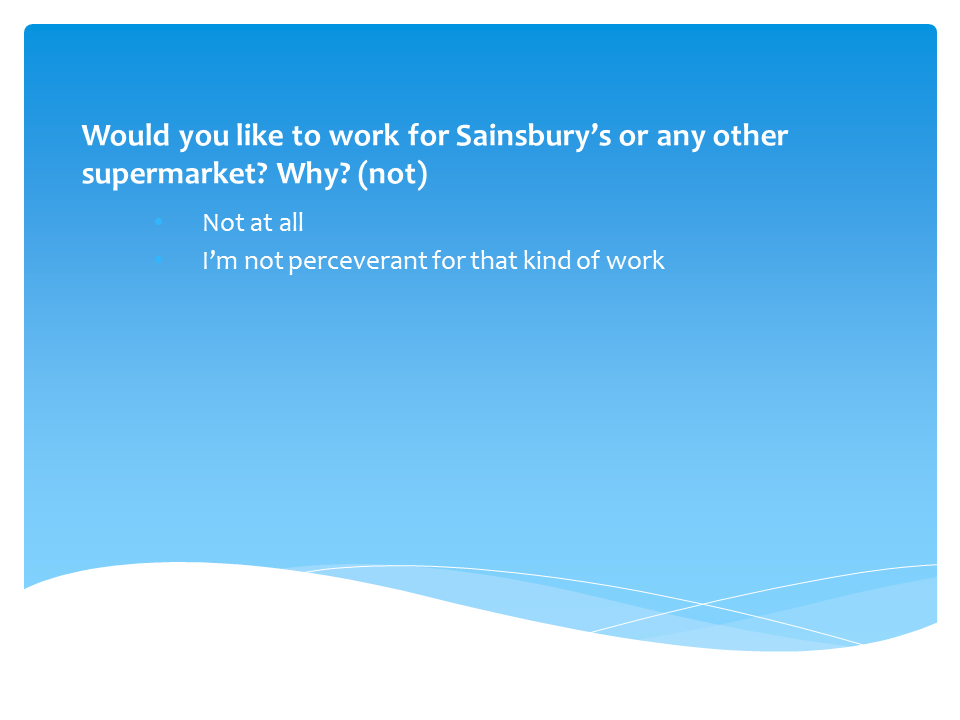 Would you like to work for Sainsbury’s or any other
supermarket? Why? (not)
• Not at all
• I’m not perceverant for that kind of work